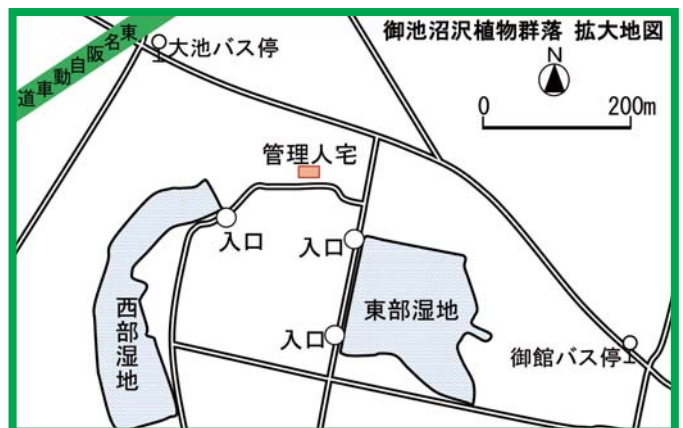 御池沼沢植物群落 拡大地図
N
0 200m
東名阪自動車道
大池バス停
管理人宅
入口
入口
西部湿地
東部湿地
入口
御館バス停